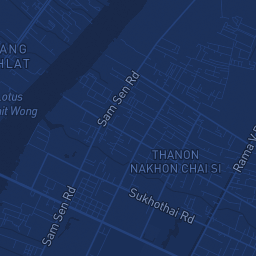 ANG
HLAT
Lotus
it Wong
Sam Sen Rd
THANON
NAKHON CHAI SI
Rama V R
Sukhothai Rd
Sam Sen Rd